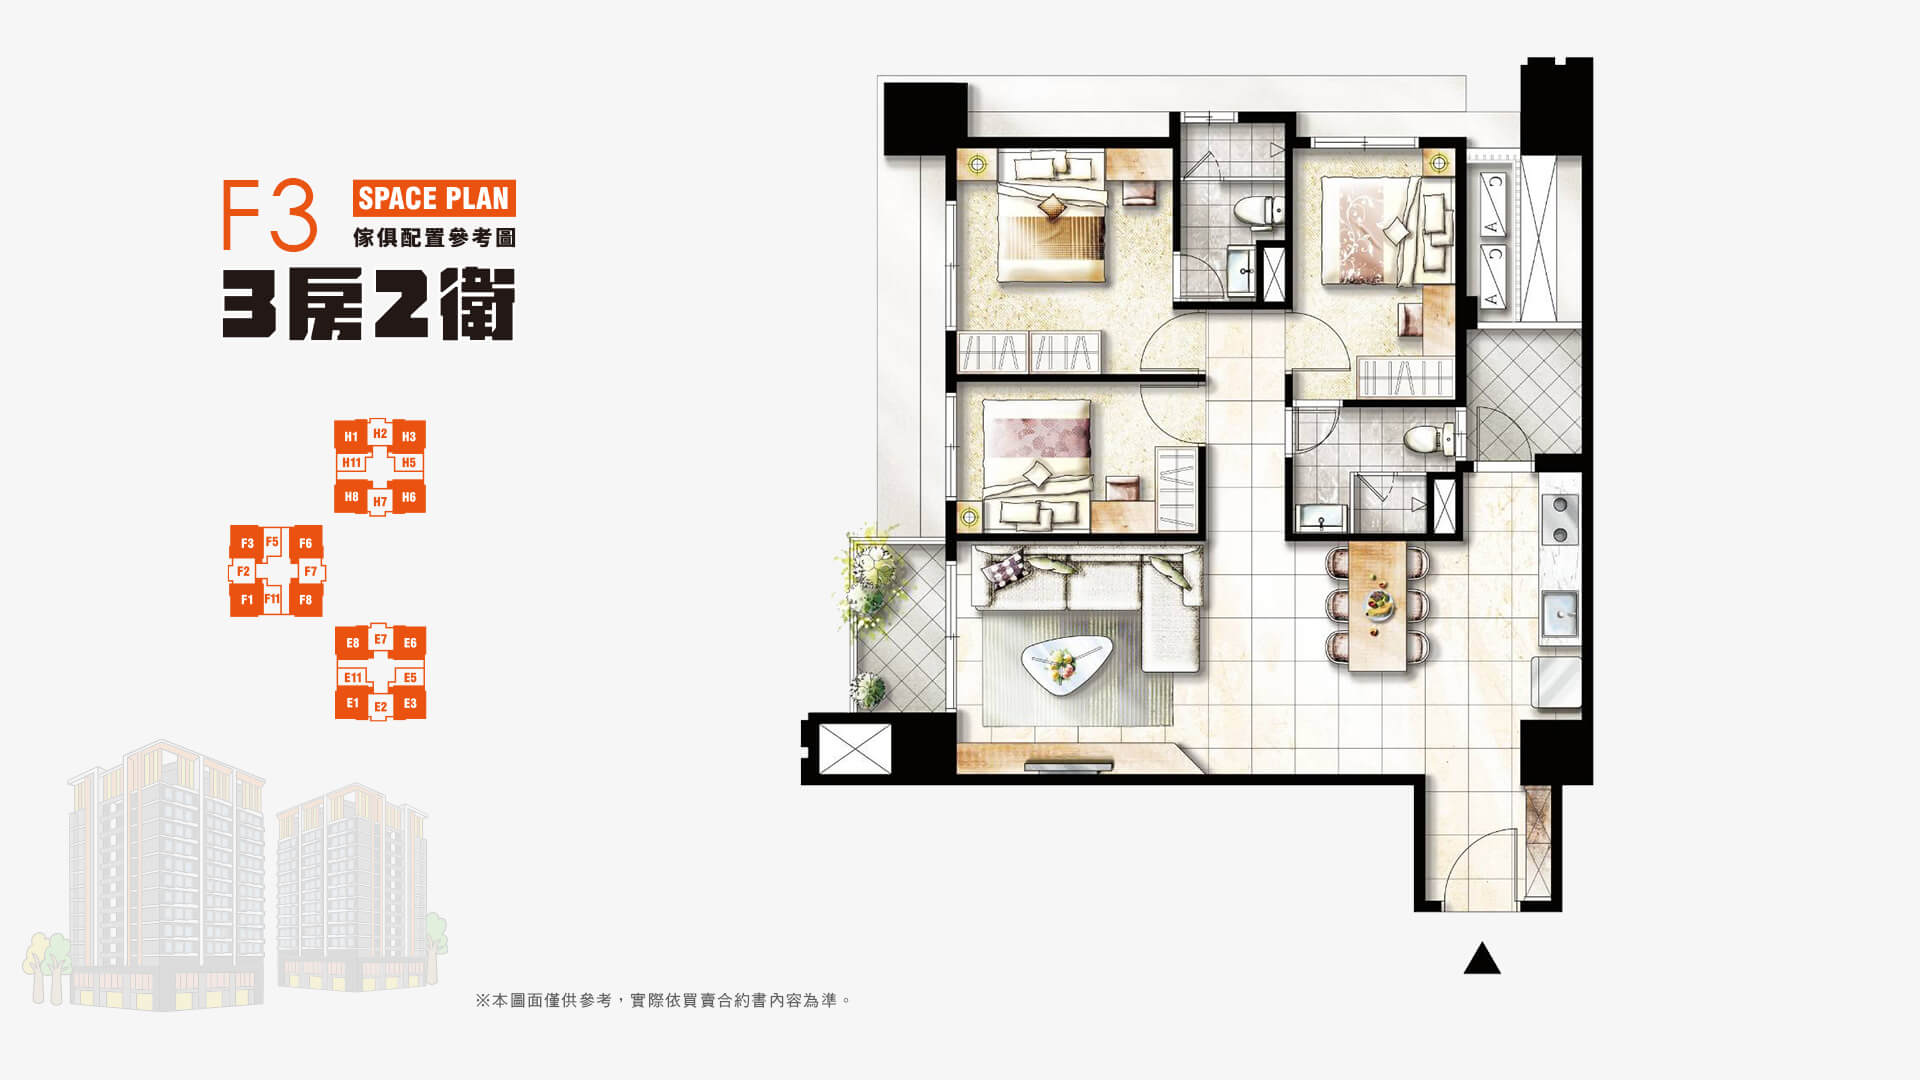 F3
SPACE PLAN
傢俱配置參考圖
3房2衛
H1 H2 H3
H11 H5
H8 H7 H6
F3 F5 F6
F2 F7
F1 F11 F8
E8 E7 E6
E11 E5
E1 E2 E3
A C
A C
※本圖面僅供參考，實際依買賣合約書內容為準。